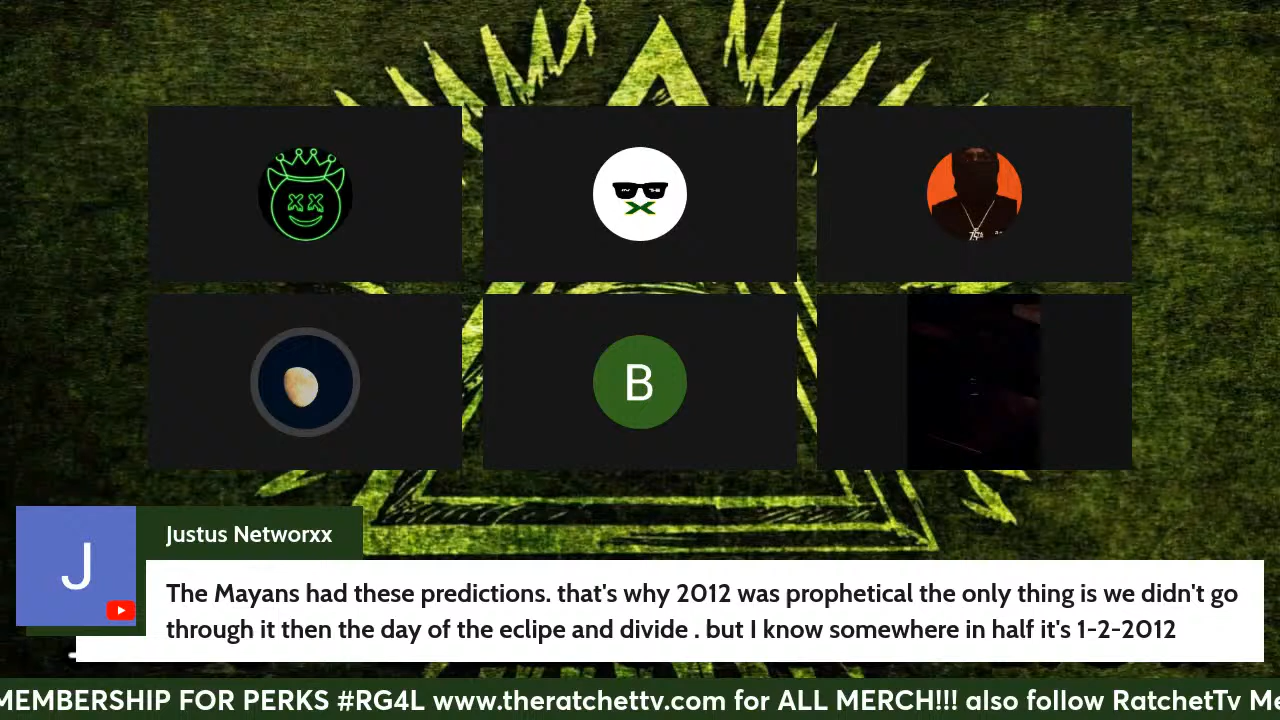 B
J
Justus Networxx
The Mayans had these predictions. that's why 2012 was prophetical the only thing is we didn't go
through it then the day of the eclipe and divide . but I know somewhere in half it's 1-2-2012
MEMBERSHIP FOR PERKS #RG4L www.theratchettv.com for ALL MERCH!!! also follow RatchetTv Me